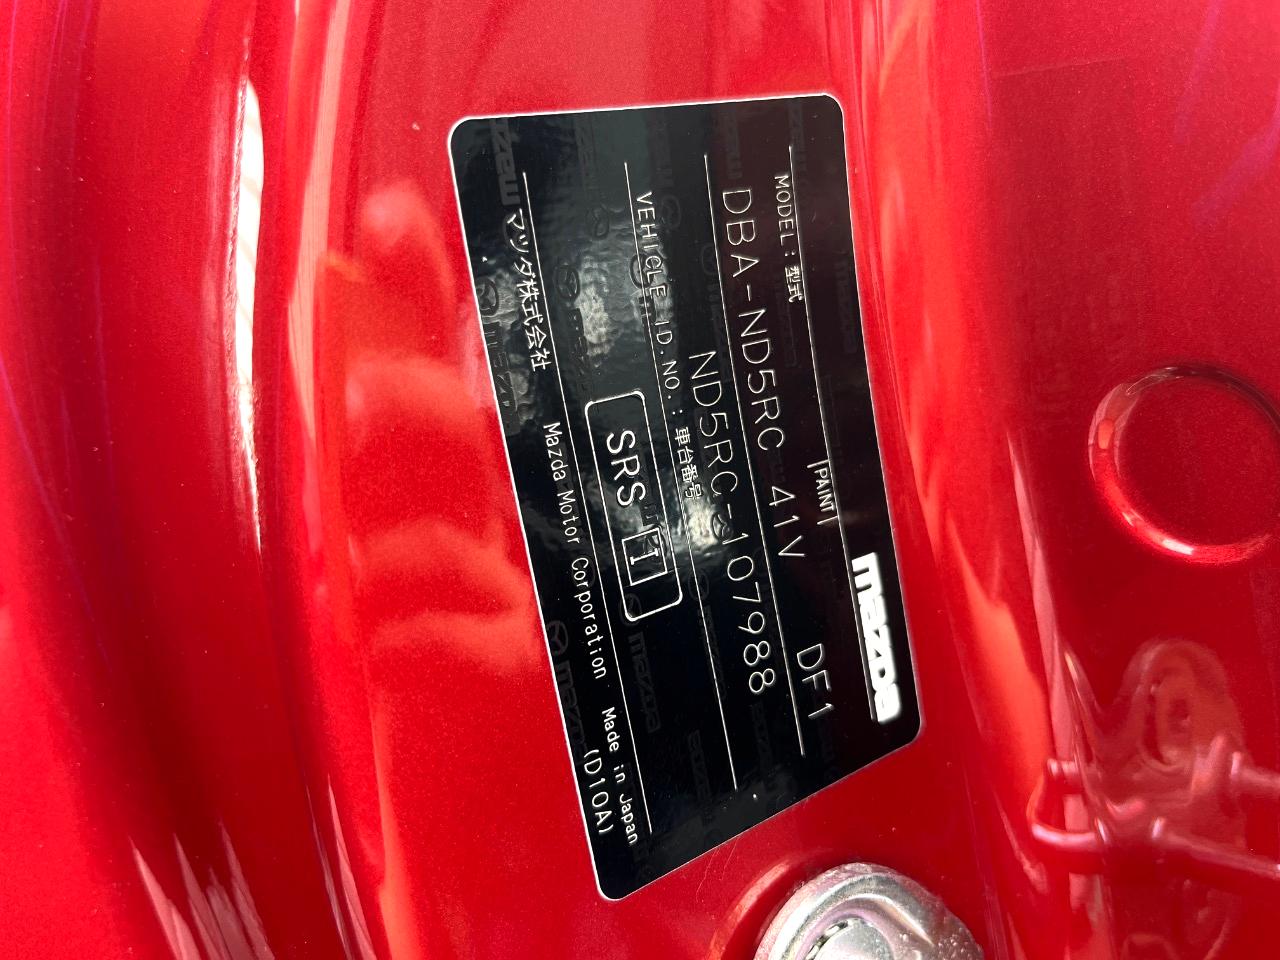 mazda
MODEL:型式 PAINT
DBA-ND5RC 41V DF1
VEHICLE ID.NO.:車台番号
ND5RC-107988
SRS I
マツダ株式会社 Mazda Motor Corporation Made in Japan
(D10A)